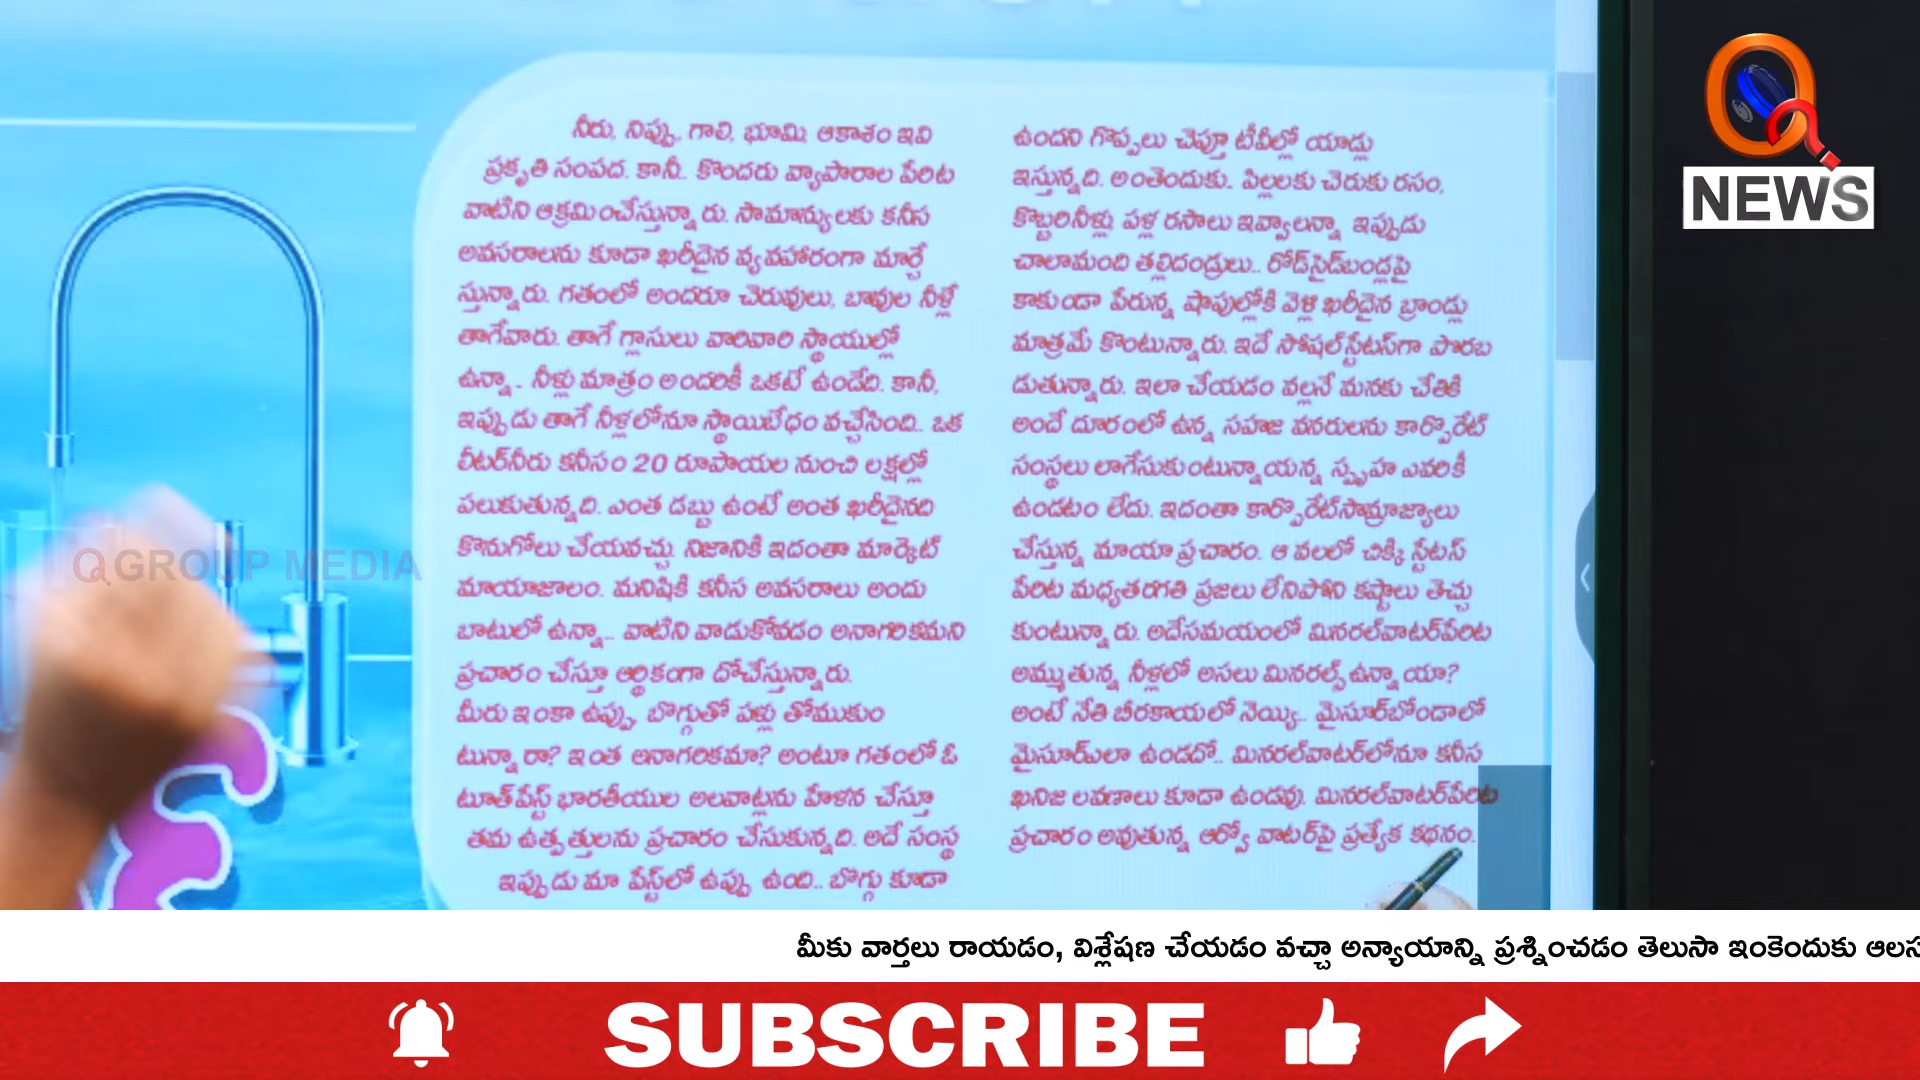 నీరు, నిప్పు, గాలి, భూమి, ఆకాశం ఇవి
ప్రకృతి సంపద. కానీ.. కొందరు వ్యాపారాల పేరిట
వాటిని ఆక్రమించేస్తున్నారు. సామాన్యులకు కనీస
అవసరాలను కూడా ఖరీదైన వ్యవహారంగా మార్చే
స్తున్నారు. గతంలో అందరూ చెరువులు, బావుల నీళ్లే
తాగేవారు. తాగే గ్లాసులు వారివారి స్థాయుల్లో
ఉన్నా.. నీళ్లు మాత్రం అందరికీ ఒకటే ఉండేది. కానీ,
ఇప్పుడు తాగే నీళ్లలోనూ స్థాయిబేధం వచ్చేసింది.. ఒక
లీటర్‌నీరు కనీసం 20 రూపాయల నుంచి లక్షల్లో
పలుకుతున్నది. ఎంత డబ్బు ఉంటే అంత ఖరీదైనది
కొనుగోలు చేయవచ్చు. నిజానికి ఇదంతా మార్కెట్
మాయాజాలం. మనిషికి కనీస అవసరాలు అందు
బాటులో ఉన్నా.. వాటిని వాడుకోవడం అనాగరికమని
ప్రచారం చేస్తూ ఆర్థికంగా దోచేస్తున్నారు.
మీరు ఇంకా ఉప్పు, బొగ్గుతో పళ్లు తోముకుం
టున్నారా? ఇంత అనాగరికమా? అంటూ గతంలో ఓ
టూత్‌పేస్ట్ భారతీయుల అలవాట్లను హేళన చేస్తూ
తమ ఉత్పత్తులను ప్రచారం చేసుకున్నది. అదే సంస్థ
ఇప్పుడు మా పేస్ట్‌లో ఉప్పు ఉంది.. బొగ్గు కూడా
ఉందని గొప్పలు చెప్తూ టీవీల్లో యాడ్లు
ఇస్తున్నది. అంతెందుకు.. పిల్లలకు చెరుకు రసం,
కొబ్బరినీళ్లు, పళ్ల రసాలు ఇవ్వాలన్నా ఇప్పుడు
చాలామంది తల్లిదండ్రులు.. రోడ్‌సైడ్‌బండ్లపై
కాకుండా పేరున్న షాపుల్లోకి వెళ్లి ఖరీదైన బ్రాండ్లు
మాత్రమే కొంటున్నారు. ఇదే సోషల్‌స్టేటస్‌గా పొరబ
డుతున్నారు. ఇలా చేయడం వల్లనే మనకు చేతికి
అందే దూరంలో ఉన్న సహజ వనరులను కార్పొరేట్
సంస్థలు లాగేసుకుంటున్నాయన్న స్పృహ ఎవరికీ
ఉండటం లేదు. ఇదంతా కార్పొరేట్‌సామ్రాజ్యాలు
చేస్తున్న మాయా ప్రచారం. ఆ వలలో చిక్కి స్టేటస్
పేరిట మధ్యతరగతి ప్రజలు లేనిపోని కష్టాలు తెచ్చు
కుంటున్నారు. అదేసమయంలో మినరల్‌వాటర్‌పేరిట
అమ్ముతున్న నీళ్లలో అసలు మినరల్స్‌ఉన్నాయా?
అంటే నేతి బీరకాయలో నెయ్యి.. మైసూర్‌బోండాలో
మైసూర్‌ఎలా ఉండదో.. మినరల్‌వాటర్‌లోనూ కనీస
ఖనిజ లవణాలు కూడా ఉండవు. మినరల్‌వాటర్‌పేరిట
ప్రచారం అవుతున్న ఆర్వో వాటర్‌పై ప్రత్యేక కథనం.
Q GROUP MEDIA
Q NEWS
మీకు వార్తలు రాయడం, విశ్లేషణ చేయడం వచ్చా అన్యాయాన్ని ప్రశ్నించడం తెలుసా ఇంకెందుకు
SUBSCRIBE